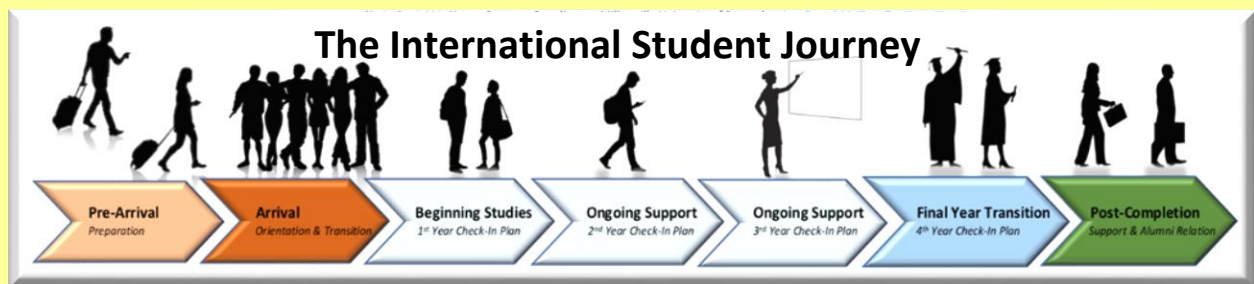 The International Student Journey
Pre-Arrival
Preparation
Arrival
Orientation & Transition
Beginning Studies
1st Year Check-In Plan
Ongoing Support
2nd Year Check-In Plan
Ongoing Support
3rd Year Check-In Plan
Final Year Transition
4th Year Check-In Plan
Post-Completion
Support & Alumni Relation